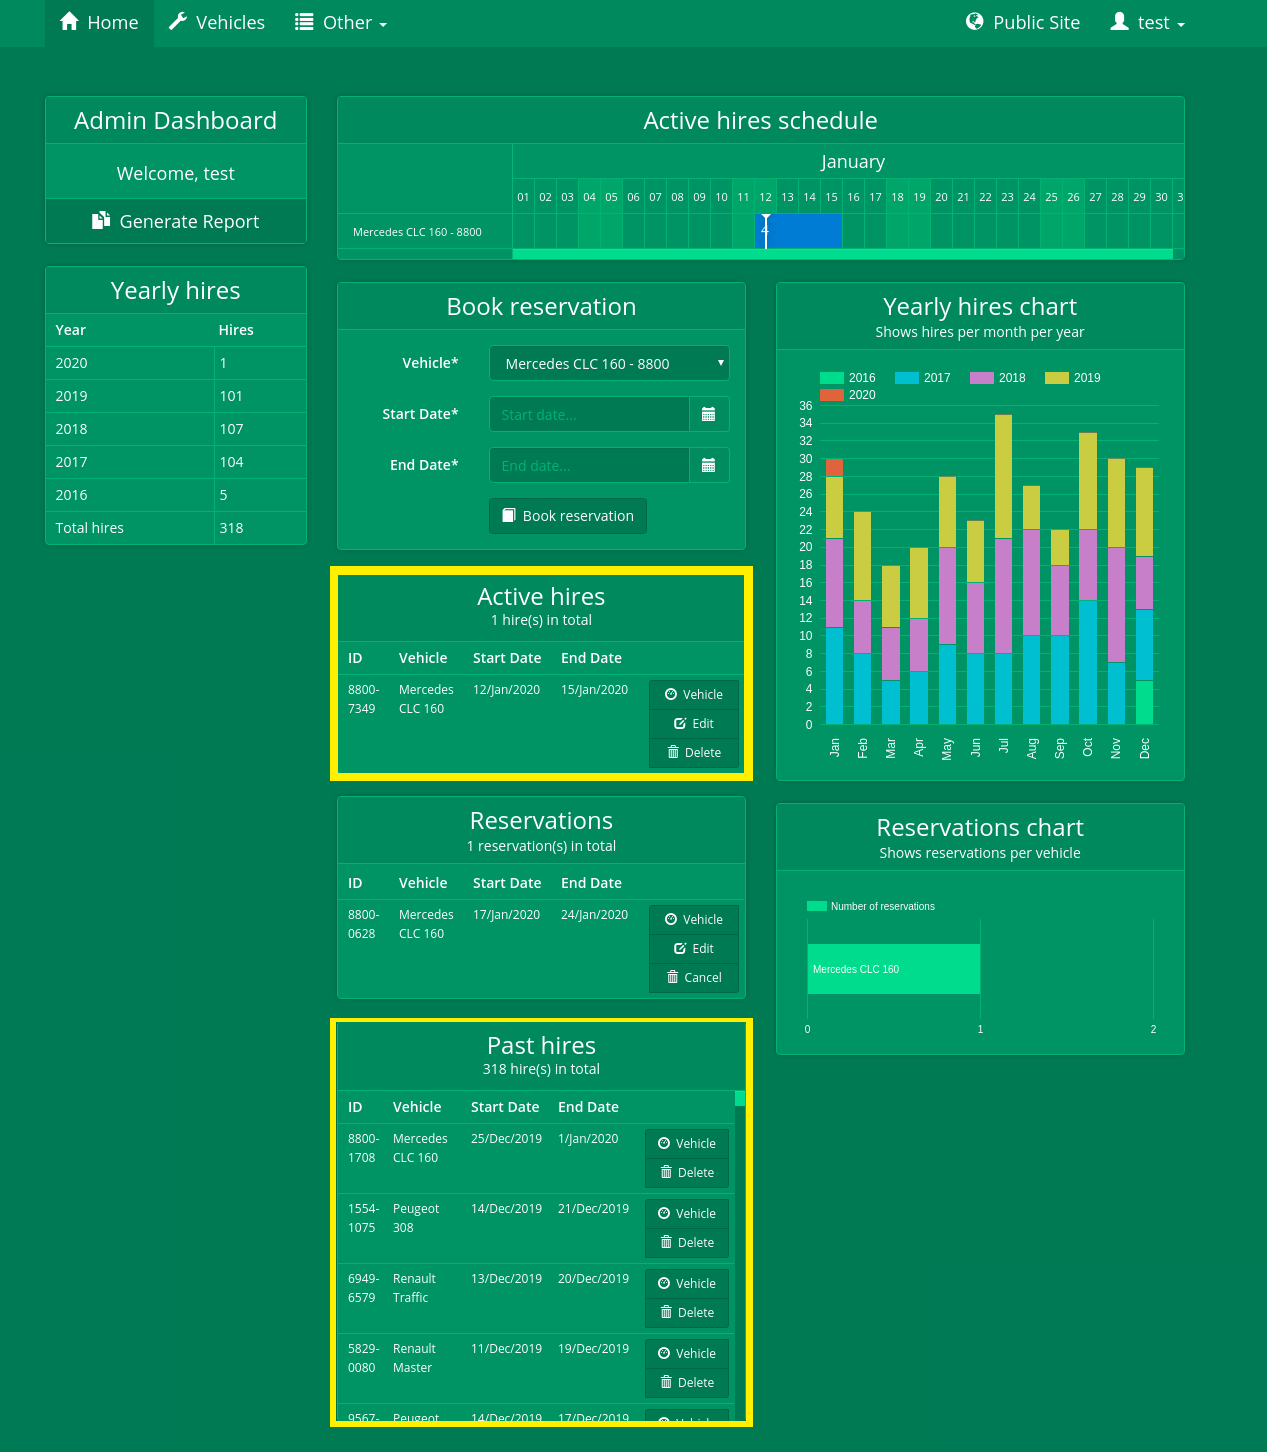 Home Vehicles Other Public Site test
Admin Dashboard
Welcome, test
Generate Report
Yearly hires
Year Hires
2020 1
2019 101
2018 107
2017 104
2016 5
Total hires 318
Active hires schedule
January
01 02 03 04 05 06 07 08 09 10 11 12 13 14 15 16 17 18 19 20 21 22 23 24 25 26 27 28 29 30 3
Mercedes CLC 160 - 8800
4
Book reservation
Vehicle* Mercedes CLC 160 - 8800
Start Date* Start date...
End Date* End date...
Book reservation
Active hires
1 hire(s) in total
ID Vehicle Start Date End Date
8800- Mercedes 12/Jan/2020 15/Jan/2020 Vehicle
7349 CLC 160
Edit
Delete
Reservations
1 reservation(s) in total
ID Vehicle Start Date End Date
8800- Mercedes 17/Jan/2020 24/Jan/2020 Vehicle
0628 CLC 160
Edit
Cancel
Past hires
318 hire(s) in total
ID Vehicle Start Date End Date
8800- Mercedes 25/Dec/2019 1/Jan/2020 Vehicle
1708 CLC 160
Delete
1554- Peugeot 14/Dec/2019 21/Dec/2019 Vehicle
1075 308
Delete
6949- Renault 13/Dec/2019 20/Dec/2019 Vehicle
6579 Traffic
Delete
5829- Renault 11/Dec/2019 19/Dec/2019 Vehicle
0080 Master
Delete
9567- Peugeot 14/Dec/2019 17/Dec/2019 Vehicle
Yearly hires chart
Shows hires per month per year
2016 2017 2018 2019
2020
36
34
32
30
28
26
24
22
20
18
16
14
12
10
8
6
4
2
0
Jan Feb Mar Apr May Jun Jul Aug Sep Oct Nov Dec
Reservations chart
Shows reservations per vehicle
Number of reservations
Mercedes CLC 160
0 1 2